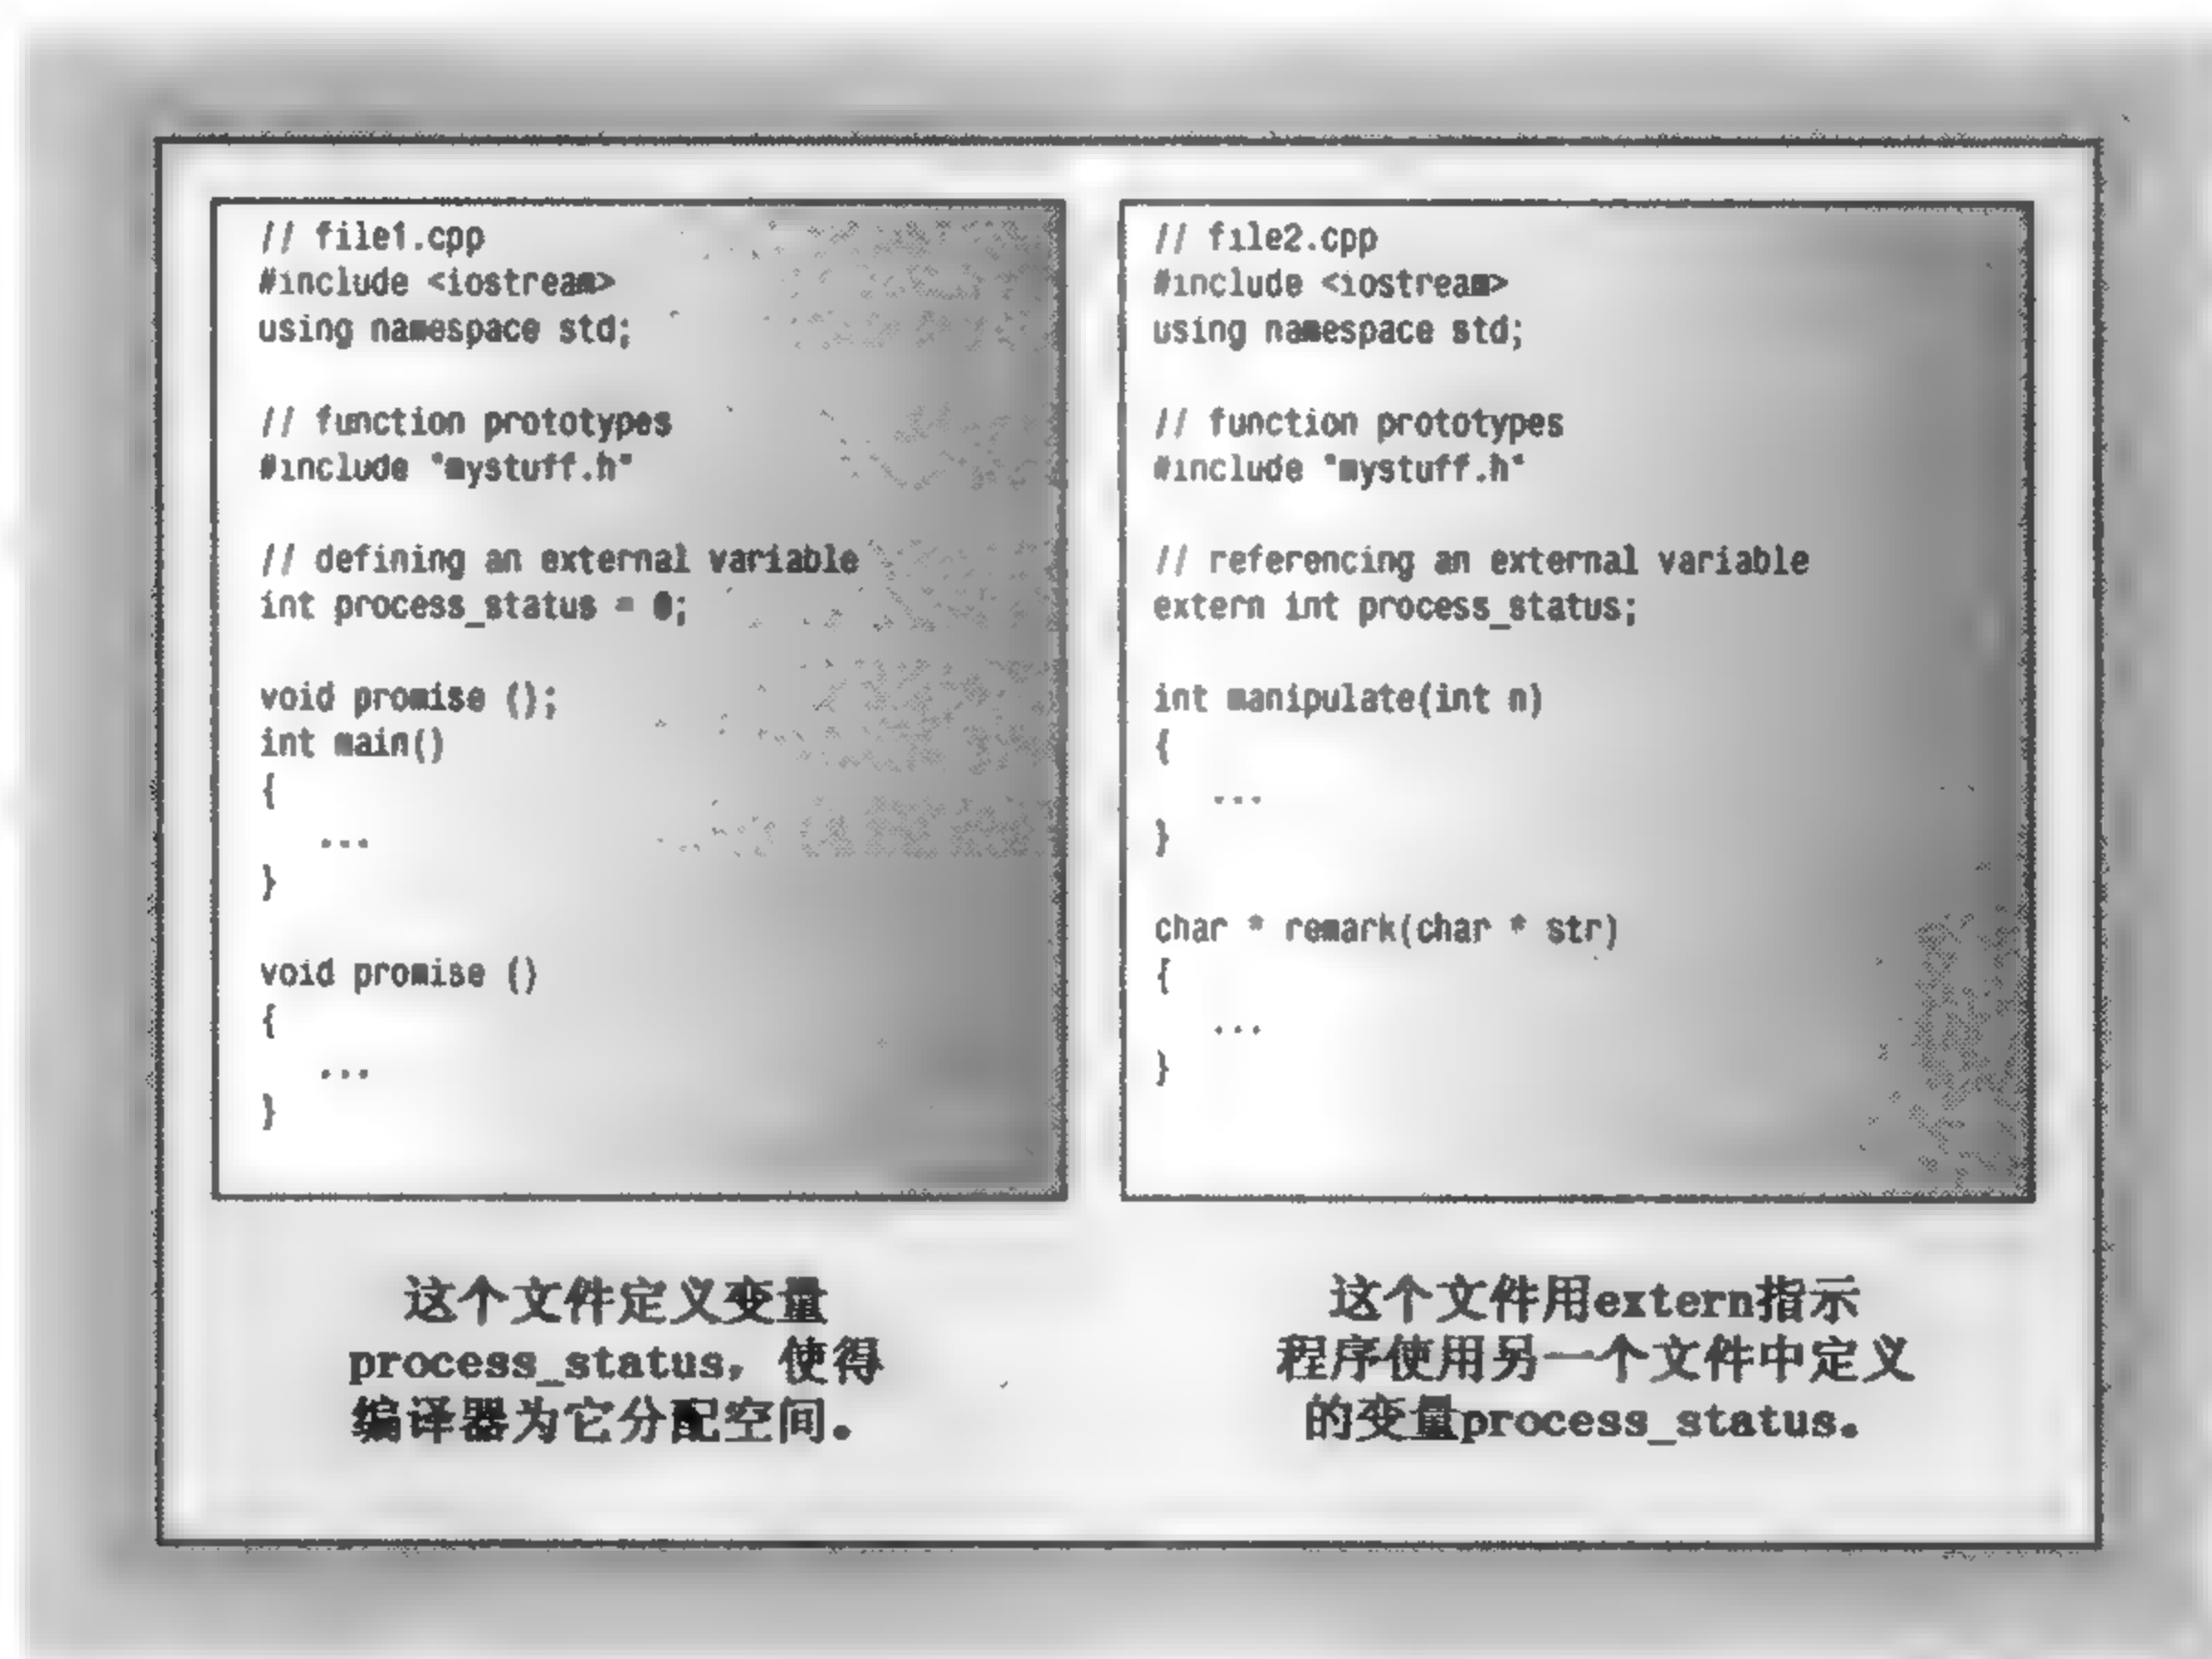 // file1.cpp
#include <iostream>
using namespace std;
// function prototypes
#include "mystuff.h"
// defining an external variable
int process_status = 0;
void promise ();
int main()
{
...
}
void promise ()
{
...
}
这个文件定义变量
process_status，使得
编译器为它分配空间。
// file2.cpp
#include <iostream>
using namespace std;
// function prototypes
#include "mystuff.h"
// referencing an external variable
extern int process_status;
int manipulate(int n)
{
...
}
char * remark(char * str)
{
...
}
这个文件用extern指示
程序使用另一个文件中定义
的变量process_status。